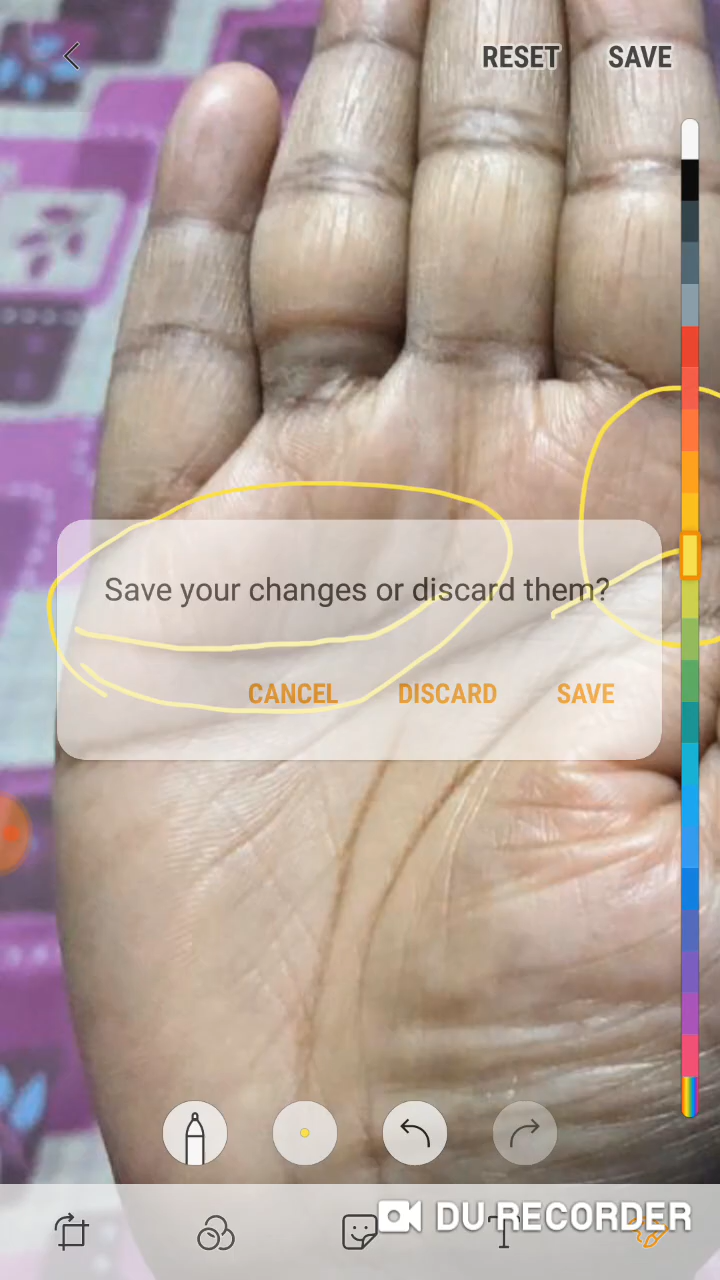 RESET SAVE
Save your changes or discard them?
CANCEL DISCARD SAVE
T
DU RECORDER